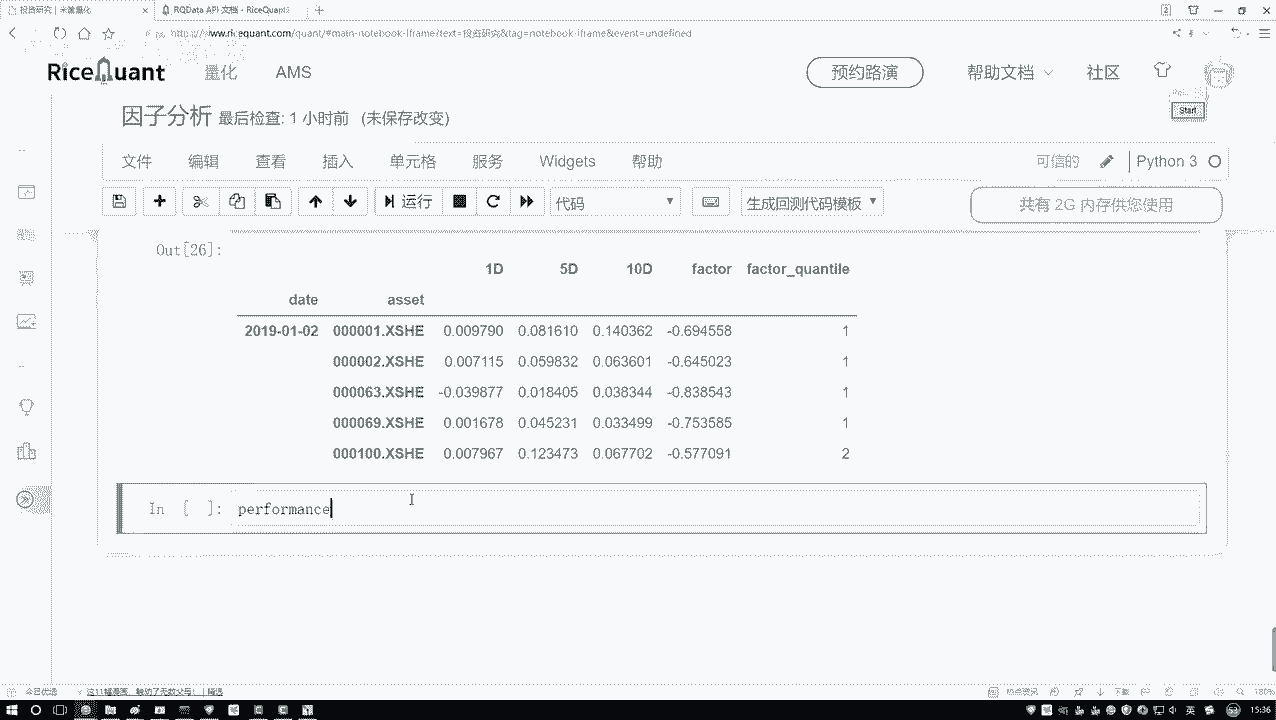 投资研究 | 米筐量化
RQData API 文档 - RiceQuant
www.ricequant.com/quant/#main-notebook-iframe?text=投资研究&tag=notebook-iframe&event=undefined
RiceQuant 量化 AMS 预约路演 帮助文档 社区
Start
因子分析 最后检查: 1 小时前 (未保存改变)
文件 编辑 查看 插入 单元格 服务 Widgets 帮助 可信的 Python 3
运行 代码 生成回测代码模板 共有 2G 内存供您使用
Out[26]:
1D 5D 10D factor factor_quantile
date asset
2019-01-02 000001.XSHE 0.009790 0.081610 0.140362 -0.694558 1
000002.XSHE 0.007115 0.059832 0.063601 -0.645023 1
000063.XSHE -0.039877 0.018405 0.038344 -0.838543 1
000069.XSHE 0.001678 0.045231 0.033499 -0.753585 1
000100.XSHE 0.007967 0.123473 0.067702 -0.577091 2
In [ ]: performance
今日优选 热点资讯 下载 180%
英 15:36